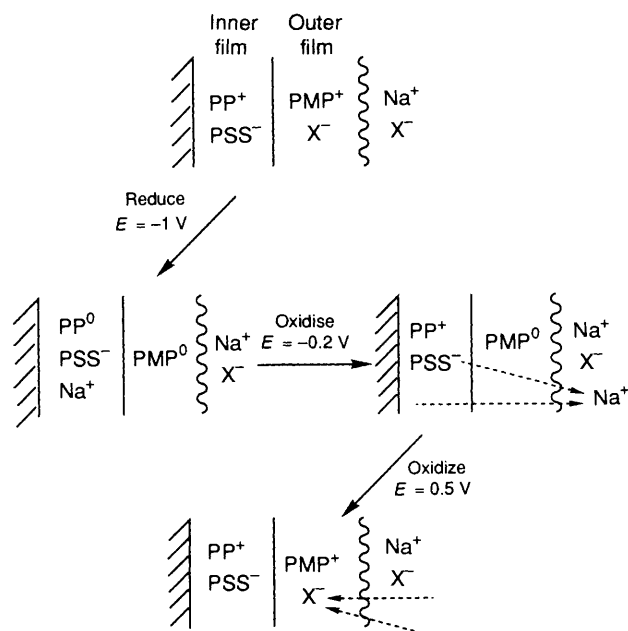 Inner film
Outer film
PP⁺
PSS⁻
PMP⁺
X⁻
Na⁺
X⁻
Reduce
E = –1 V
PP⁰
PSS⁻
Na⁺
PMP⁰
Na⁺
X⁻
Oxidise
E = –0.2 V
PP⁺
PSS⁻
PMP⁰
Na⁺
X⁻
Na⁺
Oxidize
E = 0.5 V
PP⁺
PSS⁻
PMP⁺
X⁻
Na⁺
X⁻